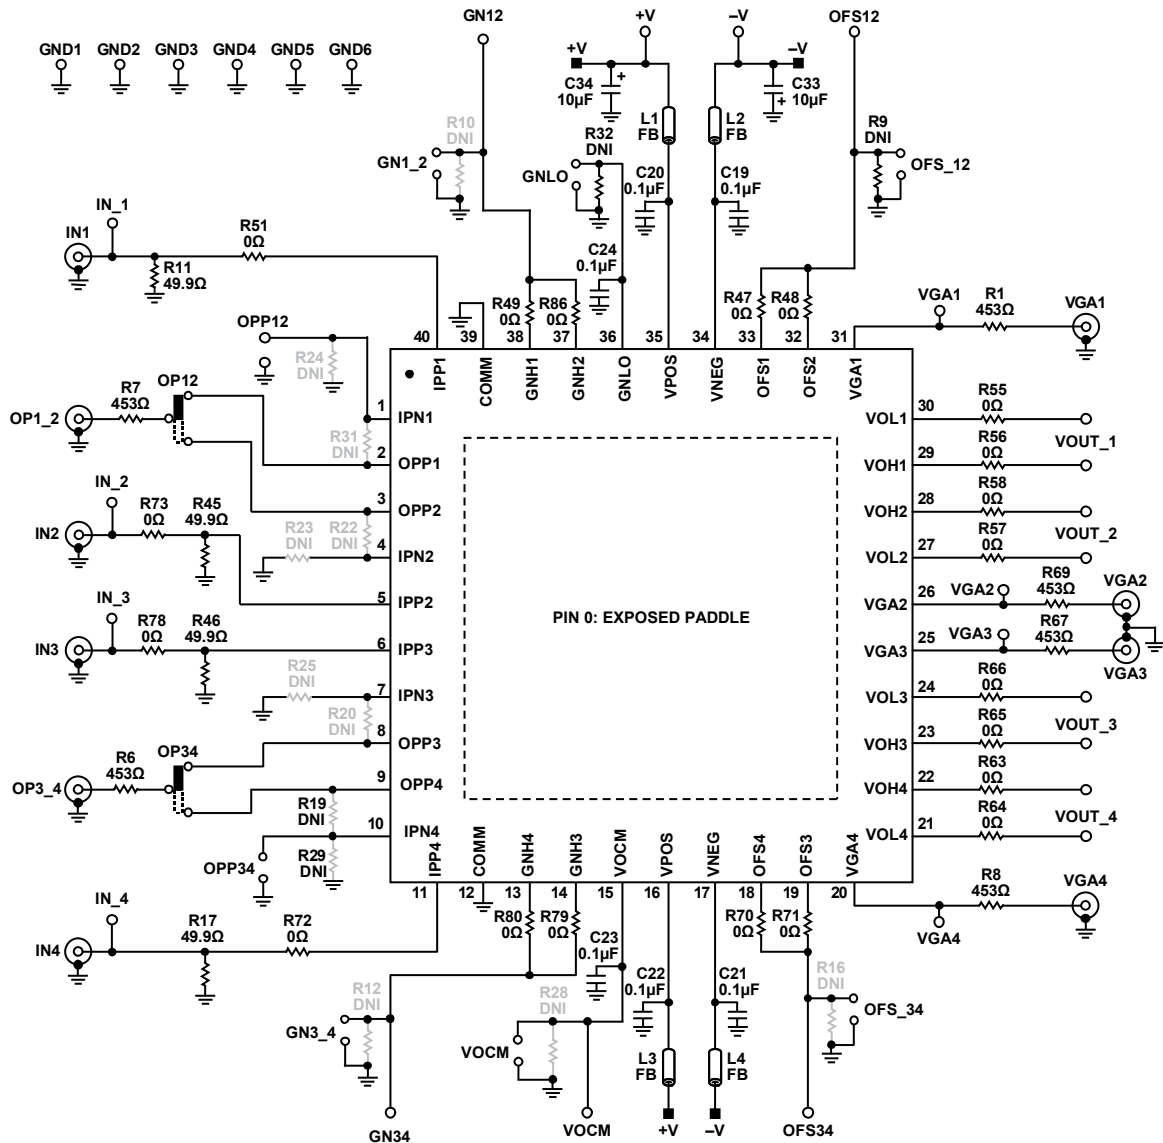 GN12
+V
–V
OFS12
GND1 GND2 GND3 GND4 GND5 GND6
+V
–V
C34
10µF
+
C33
10µF
+
R10
DNI
GN1_2
R32
DNI
GNLO
L1
FB
L2
FB
R9
DNI
OFS_12
C20
0.1µF
C19
0.1µF
C24
0.1µF
IN_1
IN1
R11
49.9Ω
R51
0Ω
R49
0Ω
R86
0Ω
R47
0Ω
R48
0Ω
VGA1
R1
453Ω
VGA1
OPP12
R24
DNI
40 39 38 37 36 35 34 33 32 31
IPP1
COMM
GNH1
GNH2
GNLO
VPOS
VNEG
OFS1
OFS2
VGA1
OP1_2
R7
453Ω
OP12
R31
DNI
1 IPN1
2 OPP1
3 OPP2
4 IPN2
5 IPP2
6 IPP3
7 IPN3
8 OPP3
9 OPP4
10 IPN4
IN_2
IN2
R73
0Ω
R45
49.9Ω
R23
DNI
R22
DNI
IN_3
IN3
R78
0Ω
R46
49.9Ω
R25
DNI
R20
DNI
OP3_4
R6
453Ω
OP34
R19
DNI
R29
DNI
OPP34
PIN 0: EXPOSED PADDLE
VOL1 30
R55
0Ω
VOUT_1
VOH1 29
R56
0Ω
VOH2 28
R58
0Ω
VOUT_2
VOL2 27
R57
0Ω
VGA2 26
VGA2
R69
453Ω
VGA2
VGA3 25
VGA3
R67
453Ω
VGA3
VOL3 24
R66
0Ω
VOUT_3
VOH3 23
R65
0Ω
VOH4 22
R63
0Ω
VOUT_4
VOL4 21
R64
0Ω
IPP4
COMM
GNH4
GNH3
VOCM
VPOS
VNEG
OFS4
OFS3
VGA4
11 12 13 14 15 16 17 18 19 20
IN_4
IN4
R17
49.9Ω
R72
0Ω
R80
0Ω
R79
0Ω
R70
0Ω
R71
0Ω
VGA4
R8
453Ω
VGA4
C23
0.1µF
C22
0.1µF
C21
0.1µF
R12
DNI
GN3_4
R28
DNI
VOCM
R16
DNI
OFS_34
L3
FB
L4
FB
GN34
VOCM
+V
–V
OFS34